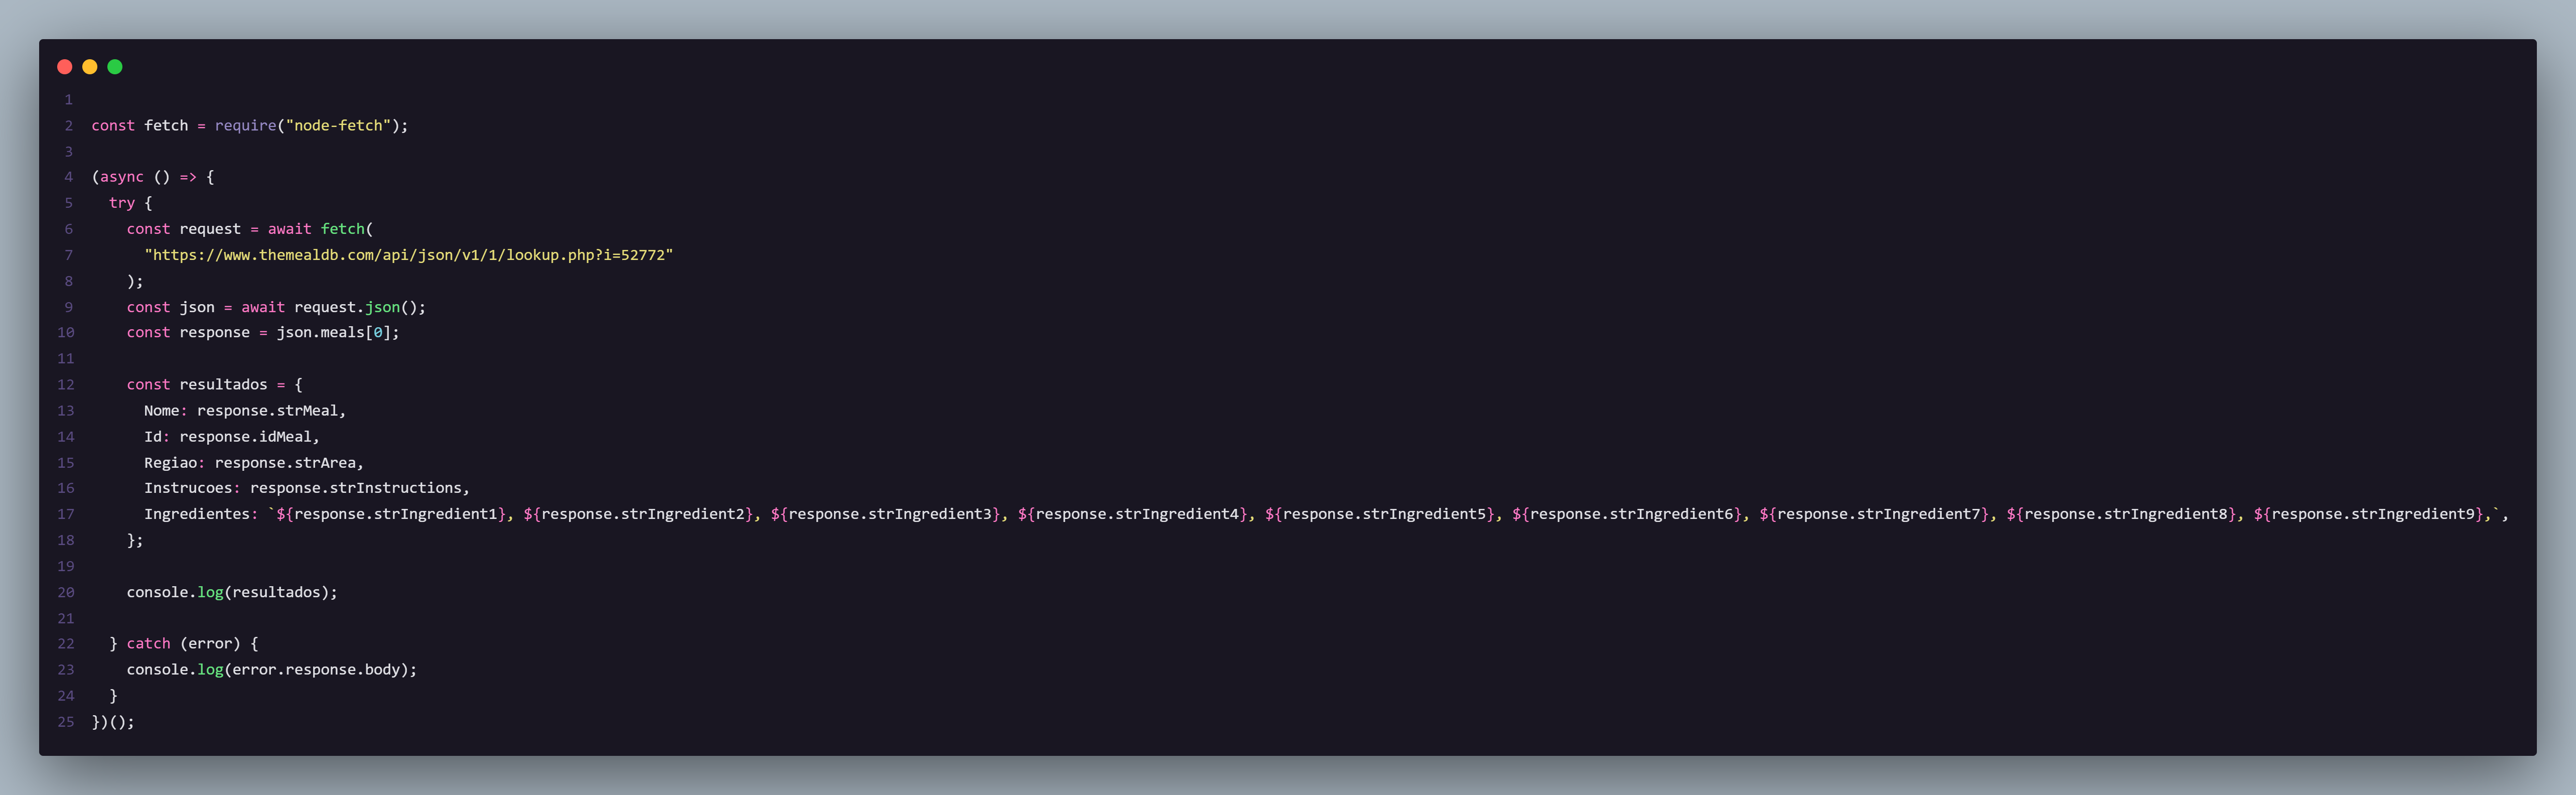 1
2 const fetch = require("node-fetch");
3
4 (async () => {
5   try {
6     const request = await fetch(
7       "https://www.themealdb.com/api/json/v1/1/lookup.php?i=52772"
8     );
9     const json = await request.json();
10     const response = json.meals[0];
11
12     const resultados = {
13       Nome: response.strMeal,
14       Id: response.idMeal,
15       Regiao: response.strArea,
16       Instrucoes: response.strInstructions,
17       Ingredientes: `${response.strIngredient1}, ${response.strIngredient2}, ${response.strIngredient3}, ${response.strIngredient4}, ${response.strIngredient5}, ${response.strIngredient6}, ${response.strIngredient7}, ${response.strIngredient8}, ${response.strIngredient9},`,
18     };
19
20     console.log(resultados);
21
22   } catch (error) {
23     console.log(error.response.body);
24   }
25 })();